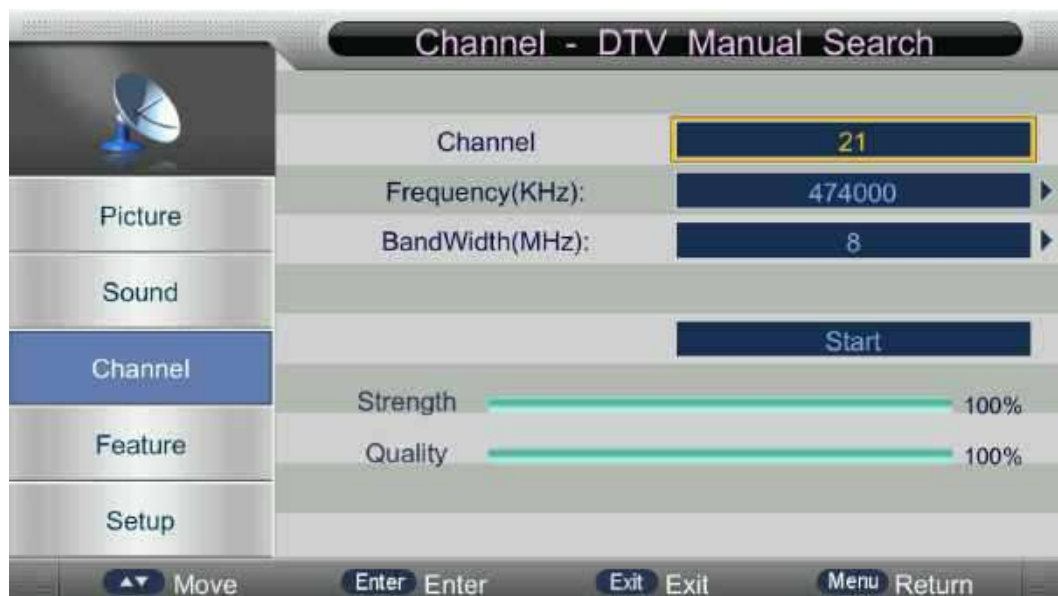 Channel - DTV Manual Search
Channel 21
Frequency(KHz): 474000
BandWidth(MHz): 8
Start
Strength 100%
Quality 100%
Picture
Sound
Channel
Feature
Setup
Move Enter Enter Exit Exit Menu Return